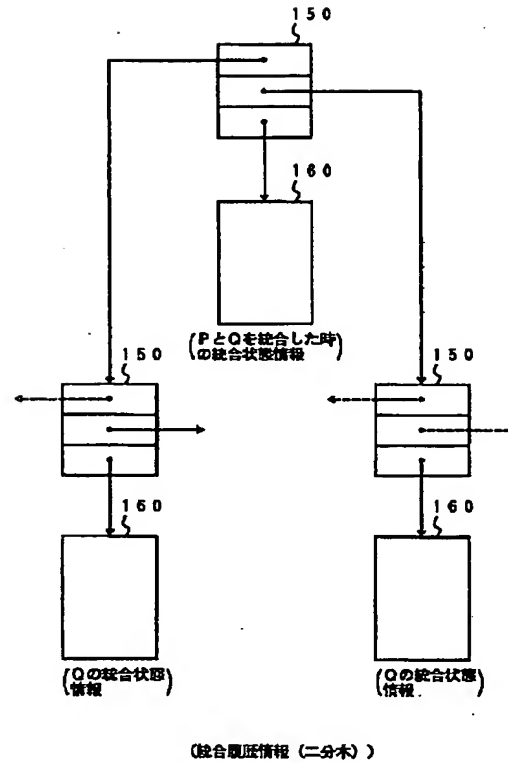 150
160
(PとQを統合した時
の統合状態情報)
150
150
160
160
(Qの統合状態
情報)
(Qの統合状態
情報)
(統合履歴情報（二分木）)